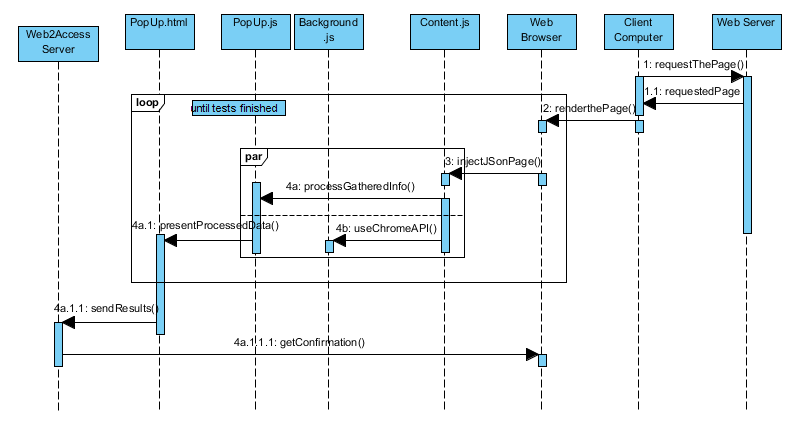 Web2Access
Server
PopUp.html
PopUp.js
Background
.js
Content.js
Web
Browser
Client
Computer
Web Server
1: requestThePage()
1.1: requestedPage
loop
until tests finished
2: renderthePage()
par
3: injectJSonPage()
4a: processGatheredInfo()
4a.1: presentProcessedData()
4b: useChromeAPI()
4a.1.1: sendResults()
4a.1.1.1: getConfirmation()